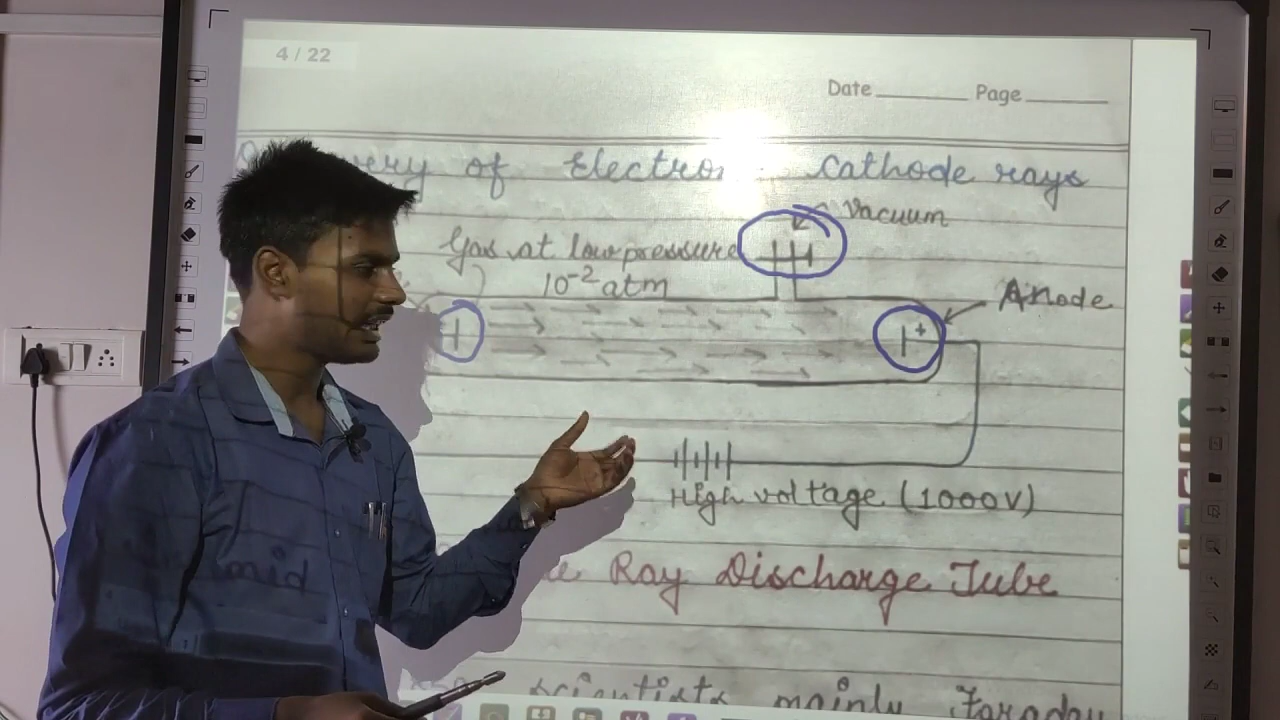 4 / 22
Date Page
of Electron : Cathode rays
Vacuum
Gas at low pressure
10⁻² atm
Anode
+
High voltage (1000V)
Ray Discharge Tube
scientists mainly Faraday